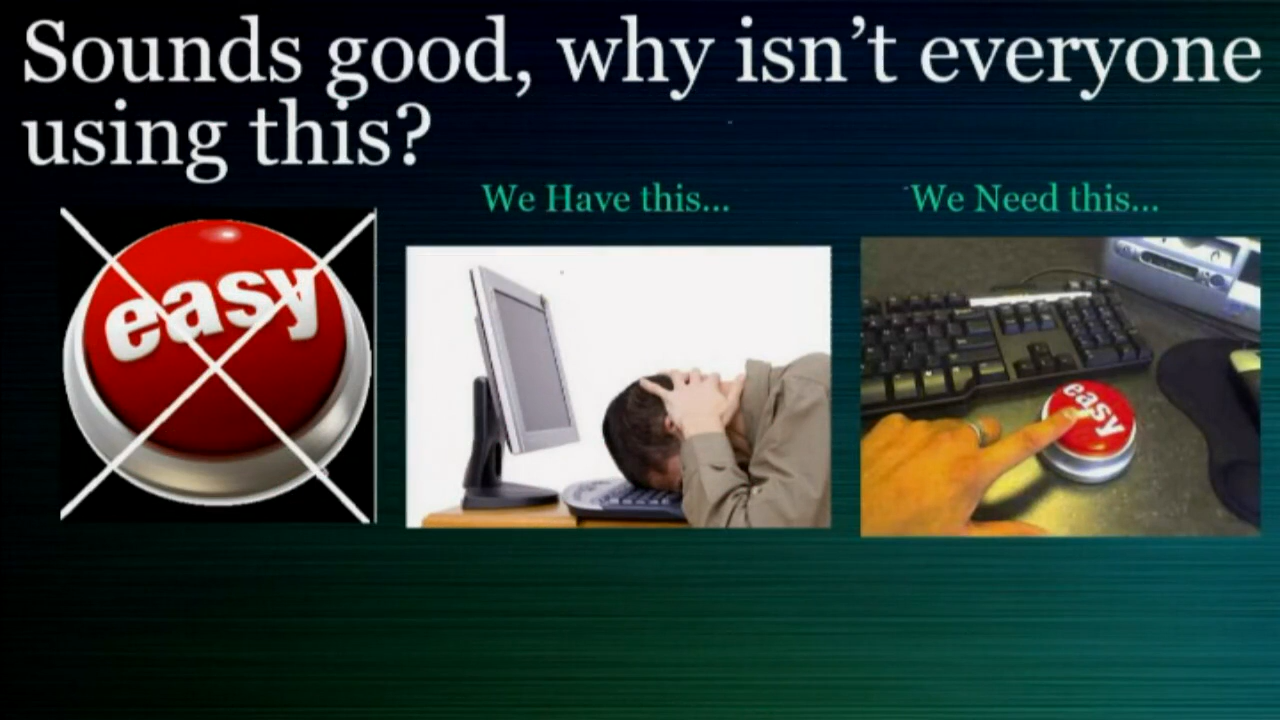 Sounds good, why isn't everyone
using this?
We Have this...
We Need this...
easy
easy